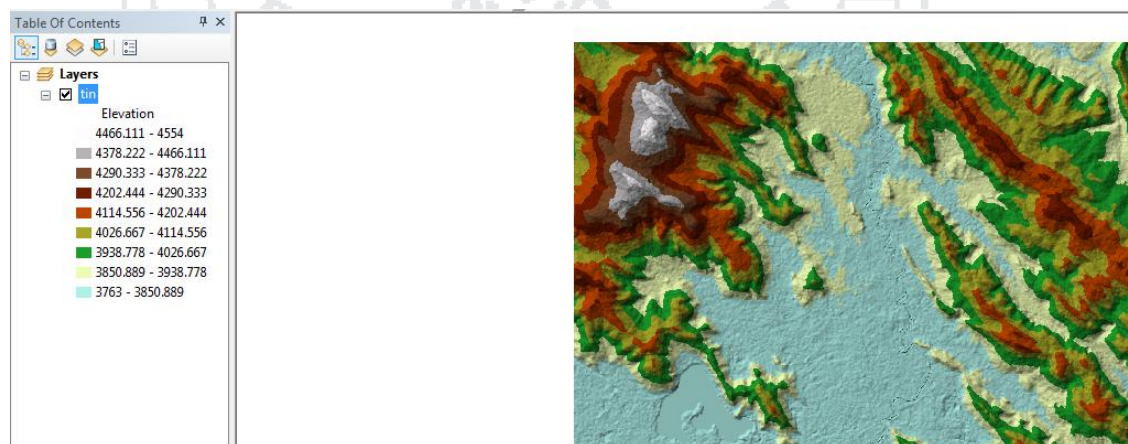 Table Of Contents
Layers
tin
Elevation
4466.111 - 4554
4378.222 - 4466.111
4290.333 - 4378.222
4202.444 - 4290.333
4114.556 - 4202.444
4026.667 - 4114.556
3938.778 - 4026.667
3850.889 - 3938.778
3763 - 3850.889